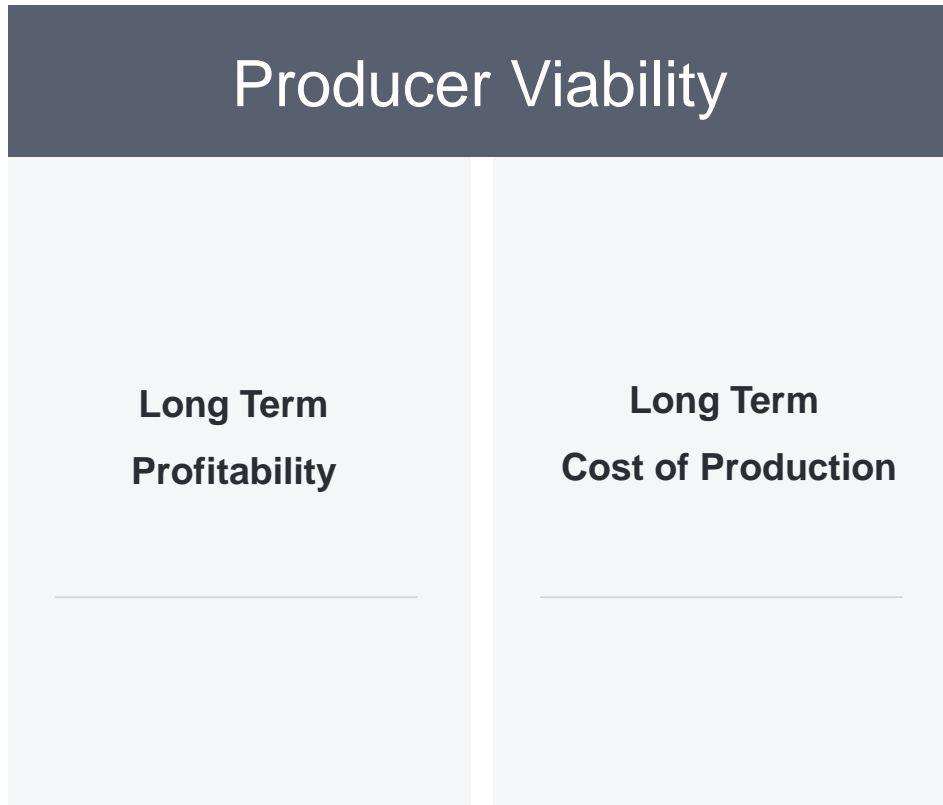 Producer Viability
Long Term
Profitability
Long Term
Cost of Production